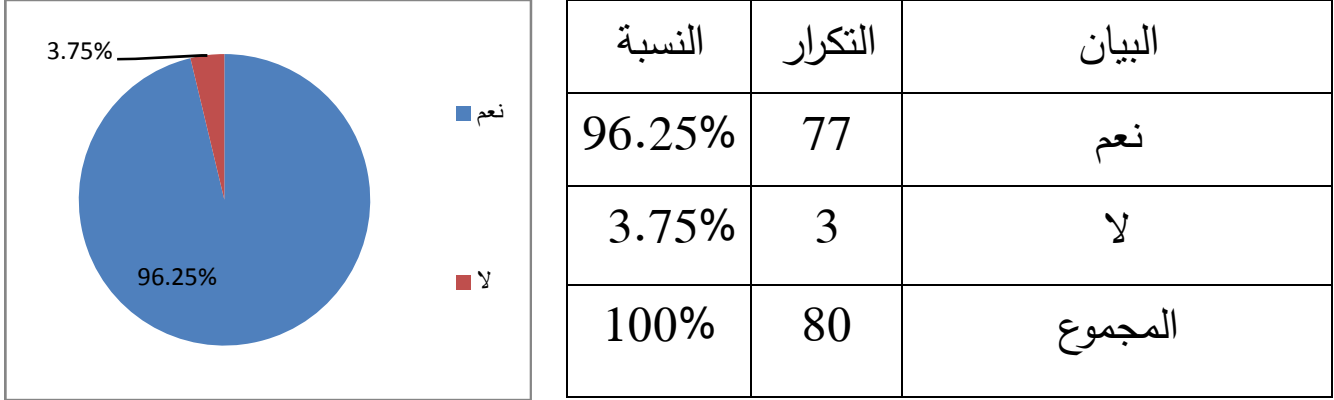 البيان التكرار النسبة
نعم 77 96.25%
لا 3 3.75%
المجموع 80 100%
3.75%
96.25%
نعم
لا